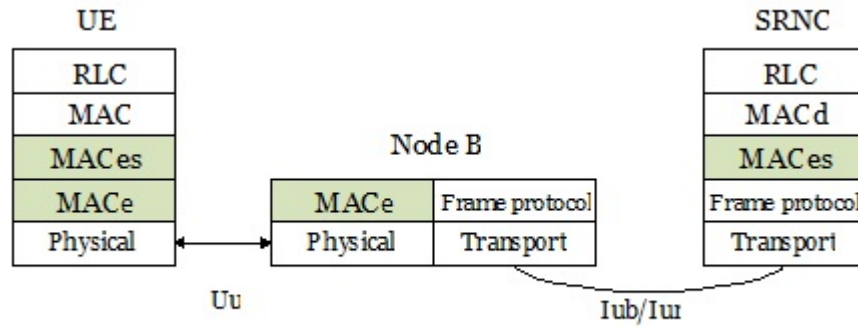 UE
RLC
MAC
MACes
MACe
Physical
Uu
Node B
MACe
Frame protocol
Physical
Transport
Iub/Iur
SRNC
RLC
MACd
MACes
Frame protocol
Transport